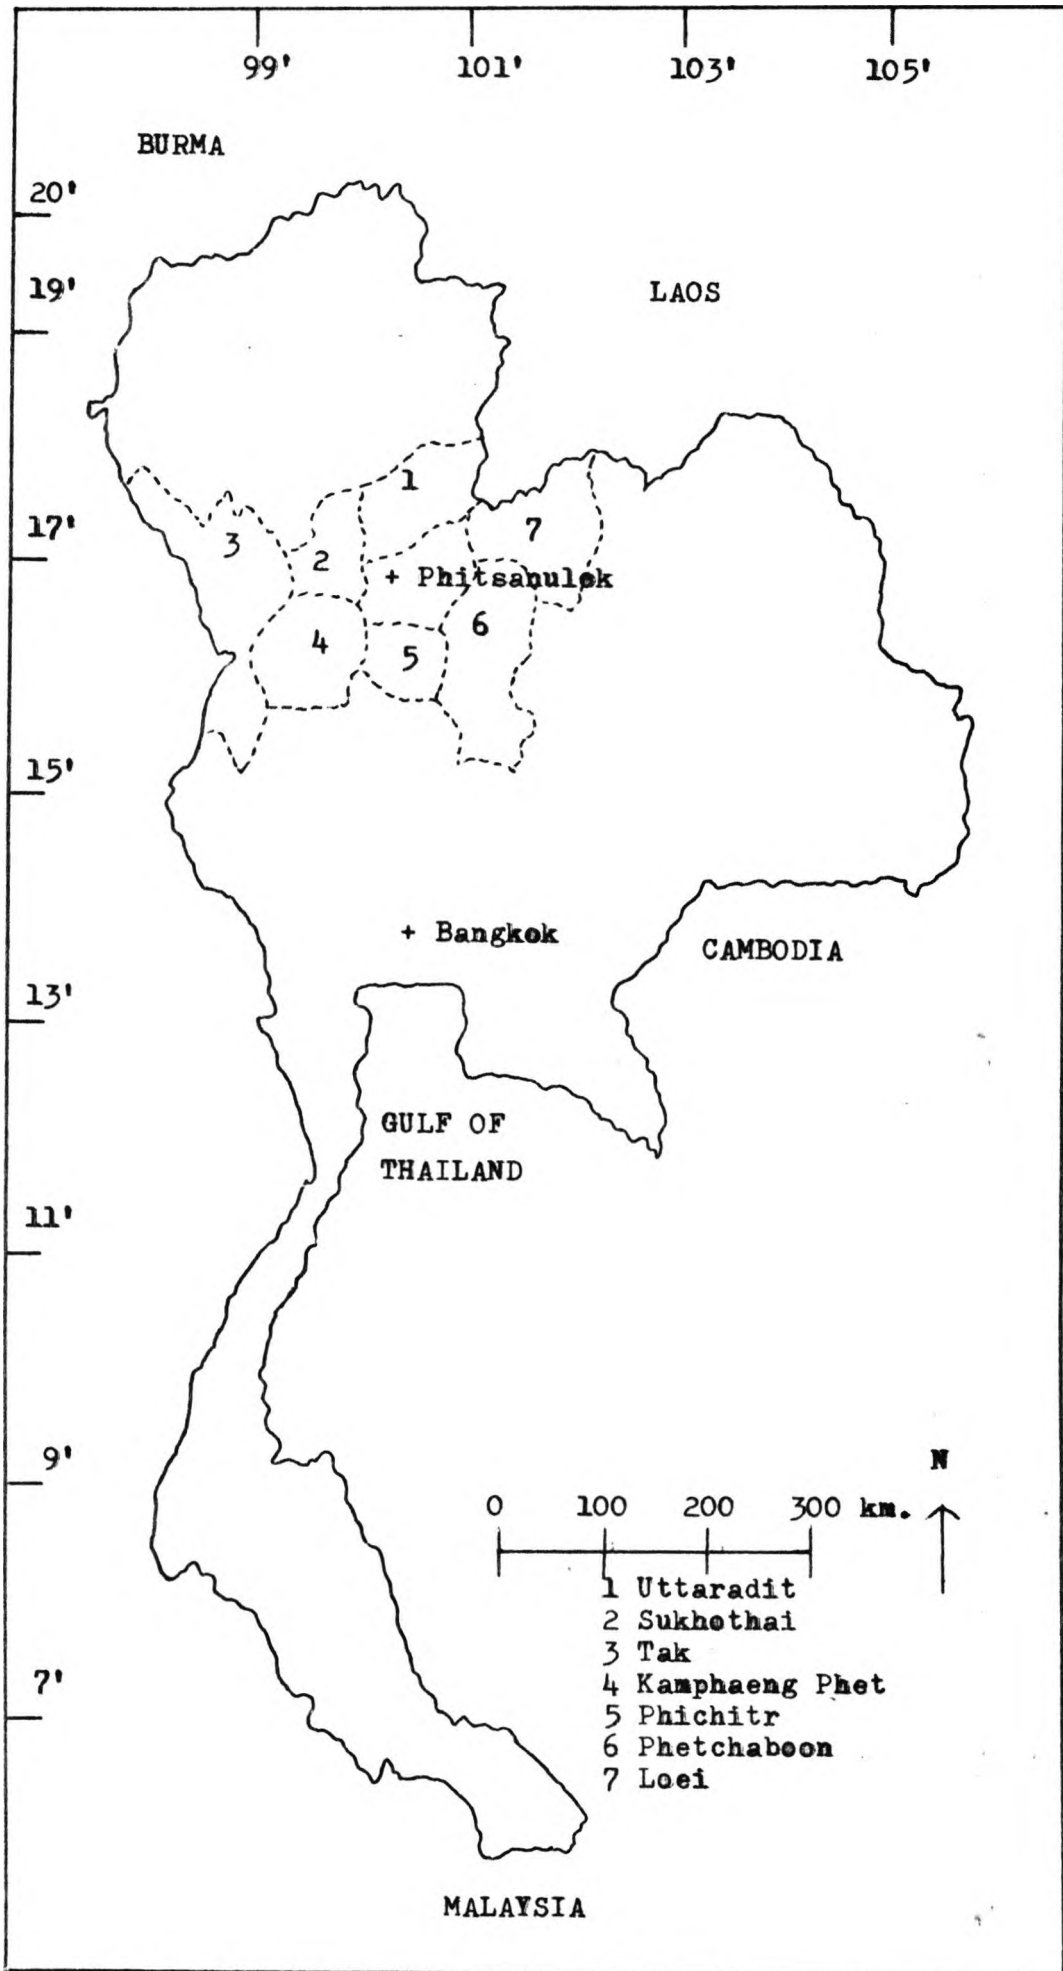 99' 101' 103' 105'
BURMA
20'
19'
LAOS
1
17'
7
3
2
+ Phitsanulok
6
4
5
15'
+ Bangkok
CAMBODIA
13'
GULF OF
THAILAND
11'
9'
N
0 100 200 300 km.
1 Uttaradit
2 Sukhothai
3 Tak
4 Kamphaeng Phet
5 Phichitr
6 Phetchaboon
7 Loei
7'
MALAYSIA